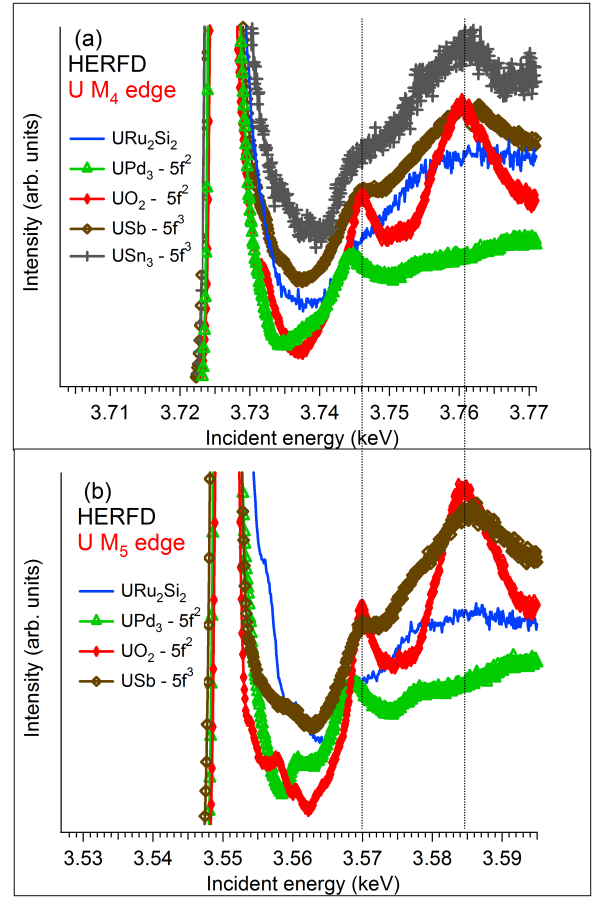 (a)
HERFD
U M₄ edge
URu₂Si₂
UPd₃ - 5f²
UO₂ - 5f²
USb - 5f³
USn₃ - 5f³
Intensity (arb. units)
3.71 3.72 3.73 3.74 3.75 3.76 3.77
Incident energy (keV)
(b)
HERFD
U M₅ edge
URu₂Si₂
UPd₃ - 5f²
UO₂ - 5f²
USb - 5f³
Intensity (arb. units)
3.53 3.54 3.55 3.56 3.57 3.58 3.59
Incident energy (keV)